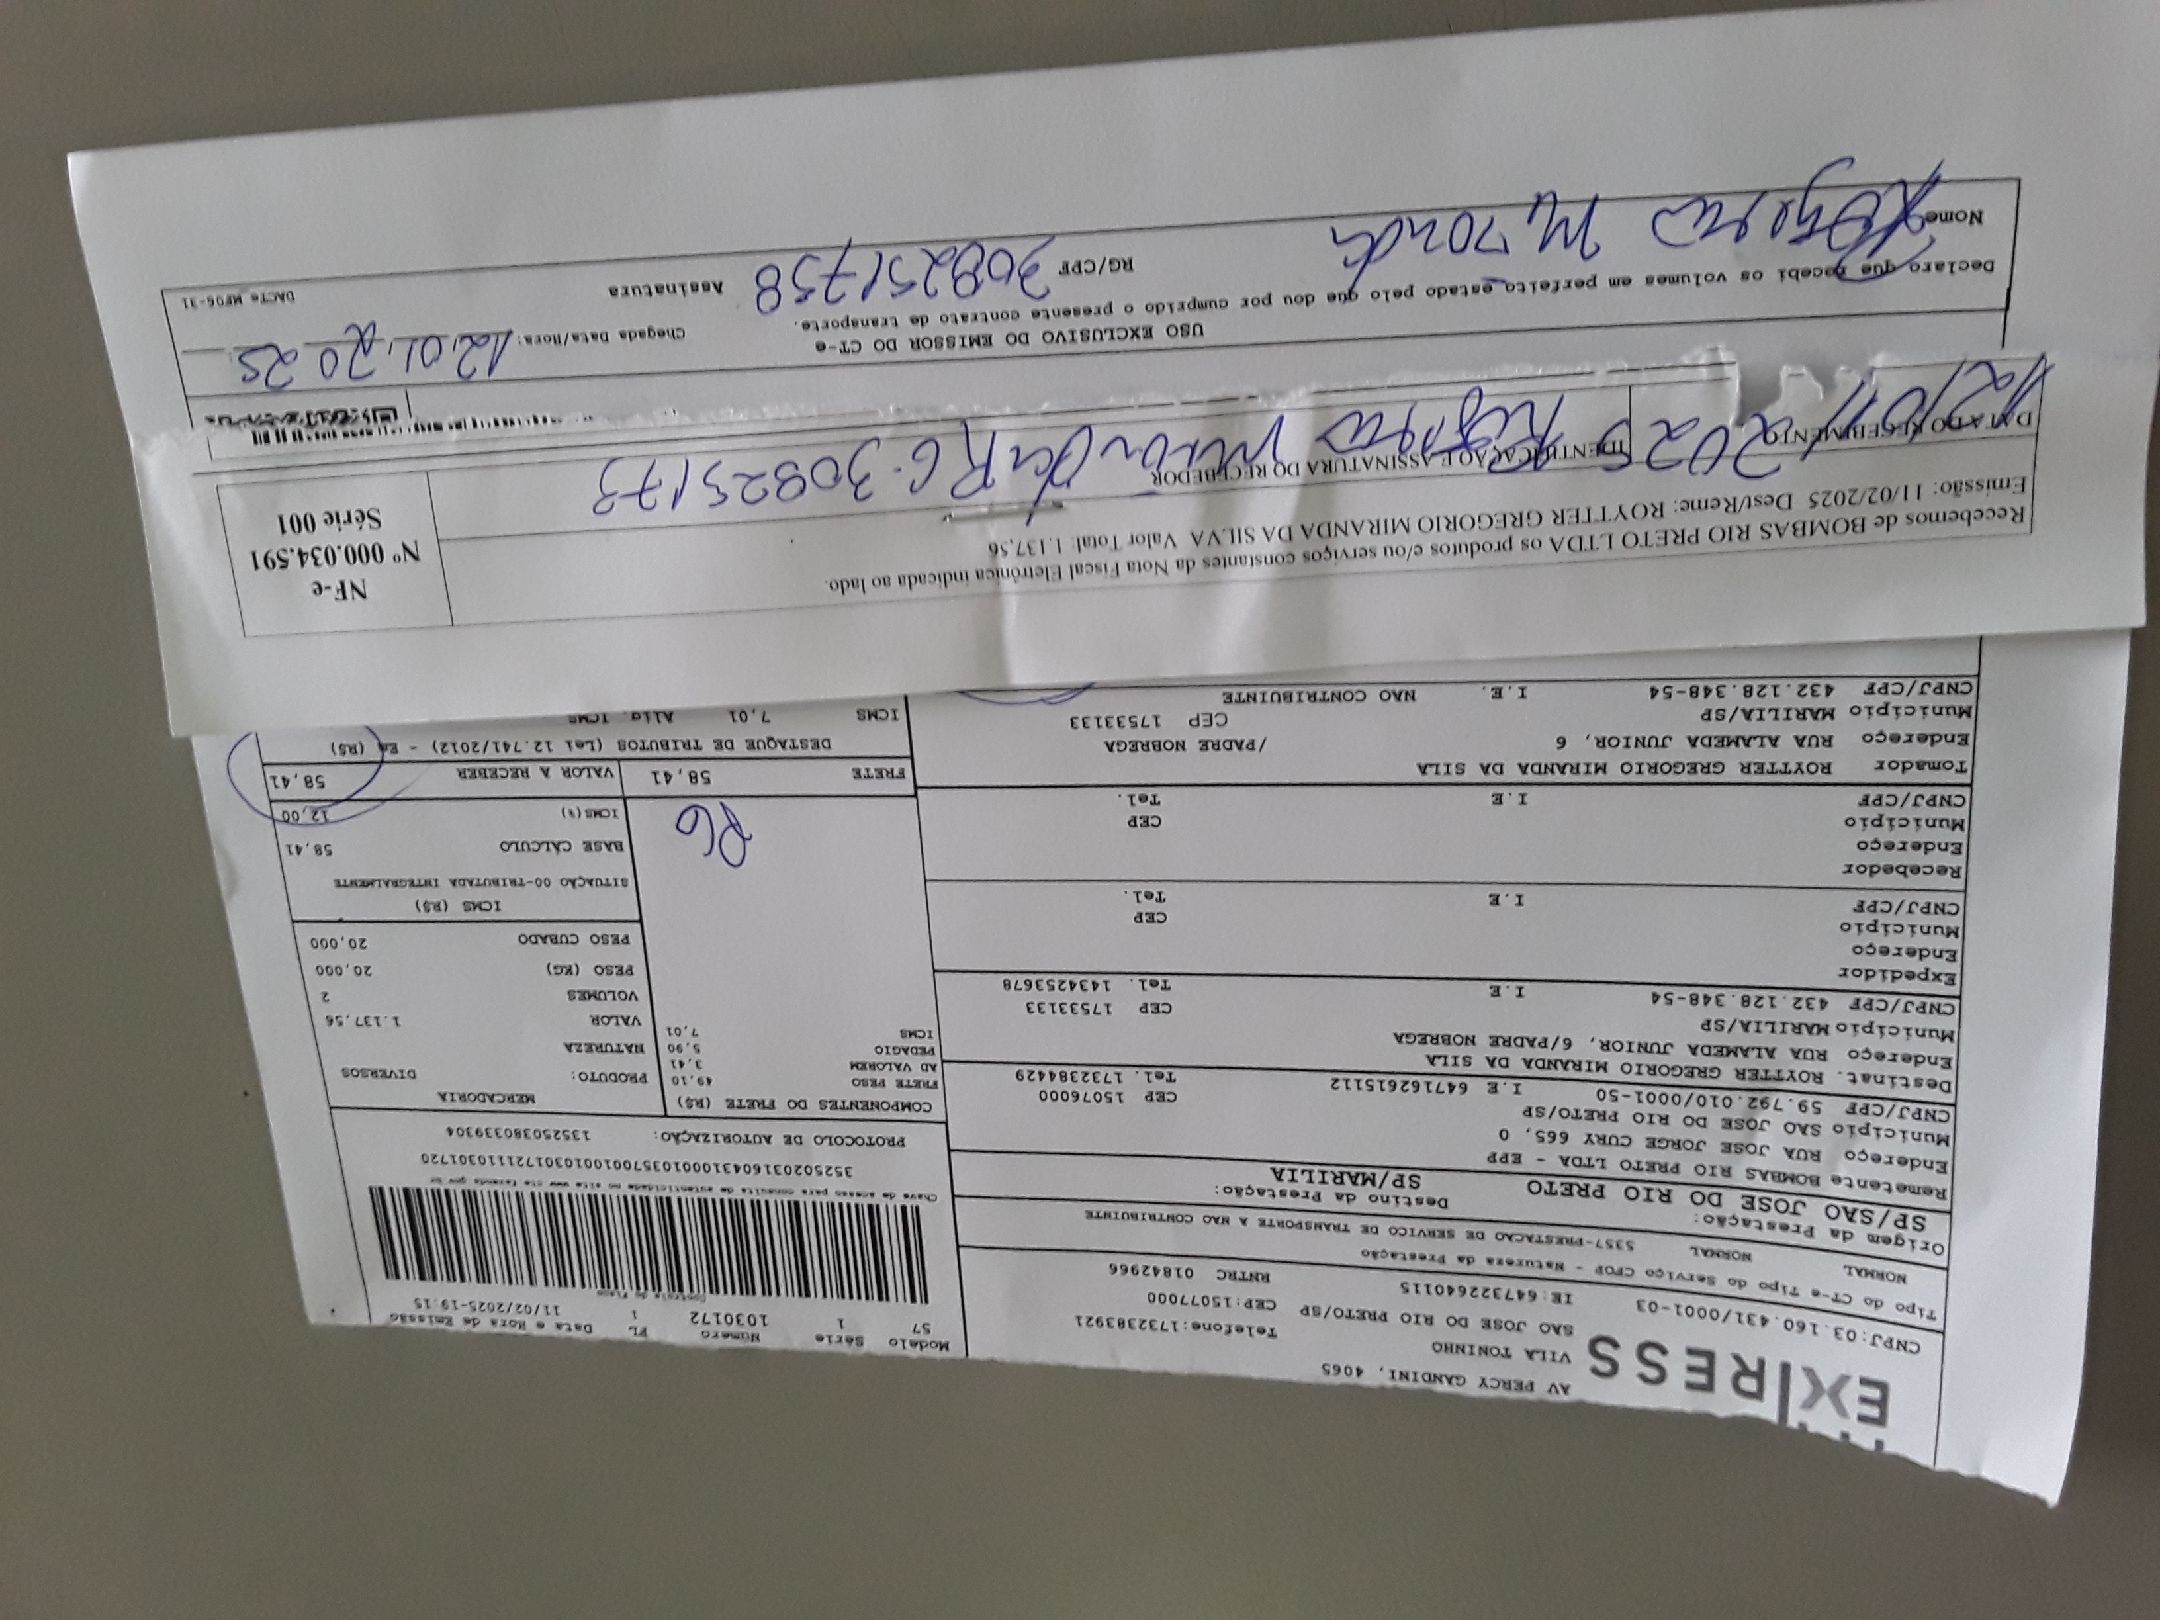 EXPRESS
AV PERCY GANDINI, 4065
VILA TONINHO
SAO JOSE DO RIO PRETO/SP CEP:15077000
Telefone:1732383921
CNPJ:03.160.431/0001-03 IE:647322640115 RNTRC 01842966
Modelo Série Número FL Data e Hora de Emissão
57 1 1030172 1 11/02/2025-19:15
Controle do Fisco
Tipo do CT-e Tipo do Serviço CFOP - Natureza da Prestação
NORMAL NORMAL 5357-PRESTACAO DE SERVICO DE TRANSPORTE A NAO CONTRIBUINTE
Origem da Prestação: Destino da Prestação:
SP/SAO JOSE DO RIO PRETO SP/MARILIA
Chave de acesso para consulta de autenticidade no site www.cte.fazenda.gov.br
PROTOCOLO DE AUTORIZAÇÃO: 135250380339304
Remetente BOMBAS RIO PRETO LTDA - EPP
Endereço RUA JOSE JORGE CURY 665, 0
Município SAO JOSE DO RIO PRETO/SP CEP 15076000
CNPJ/CPF 59.792.010/0001-50 I.E 647162615112 Tel. 1732384429
Destinat. ROYTTER GREGORIO MIRANDA DA SILA
Endereço RUA ALAMEDA JUNIOR, 6/PADRE NOBREGA
Município MARILIA/SP CEP 17533133
CNPJ/CPF 432.128.348-54 I.E Tel. 1434253678
Expedidor
Endereço
Município CEP
CNPJ/CPF I.E Tel.
Recebedor
Endereço
Município CEP
CNPJ/CPF I.E Tel.
Tomador ROYTTER GREGORIO MIRANDA DA SILA
Endereço RUA ALAMEDA JUNIOR, 6 /PADRE NOBREGA
Município MARILIA/SP CEP 17533133
CNPJ/CPF 432.128.348-54 I.E. NAO CONTRIBUINTE
COMPONENTES DO FRETE (R$)
FRETE PESO 49,10
AD VALOREM 3,41
PEDAGIO 5,90
ICMS 7,01
RG
MERCADORIA
PRODUTO: DIVERSOS
NATUREZA
VALOR 1.137,56
VOLUMES 2
PESO (KG) 20,000
PESO CUBADO 20,000
ICMS (R$)
SITUAÇÃO 00-TRIBUTADA INTEGRALMENTE
BASE CÁLCULO 58,41
ICMS(%) 12,00
FRETE 58,41 VALOR A RECEBER 58,41
DESTAQUE DE TRIBUTOS (Lei 12.741/2012) - Em (R$)
ICMS 7,01 Aliq. ICMS
Recebemos de BOMBAS RIO PRETO LTDA os produtos e/ou serviços constantes da Nota Fiscal Eletrônica indicada ao lado.
Emissão: 11/02/2025 Dest/Reme: ROYTTER GREGORIO MIRANDA DA SILVA Valor Total: 1.137,56
NF-e
Nº 000.034.591
Série 001
DATA DO RECEBIMENTO IDENTIFICAÇÃO E ASSINATURA DO RECEBEDOR
12/01/2025 Miranda RG.30825173
USO EXCLUSIVO DO EMISSOR DO CT-e
Chegada Data/Hora: 12.01.2025
Declaro que recebi os volumes em perfeito estado pelo que dou por cumprido o presente contrato de transporte.
Nome Miranda RG/CPF 308251758 Assinatura
DACTe MF06-31